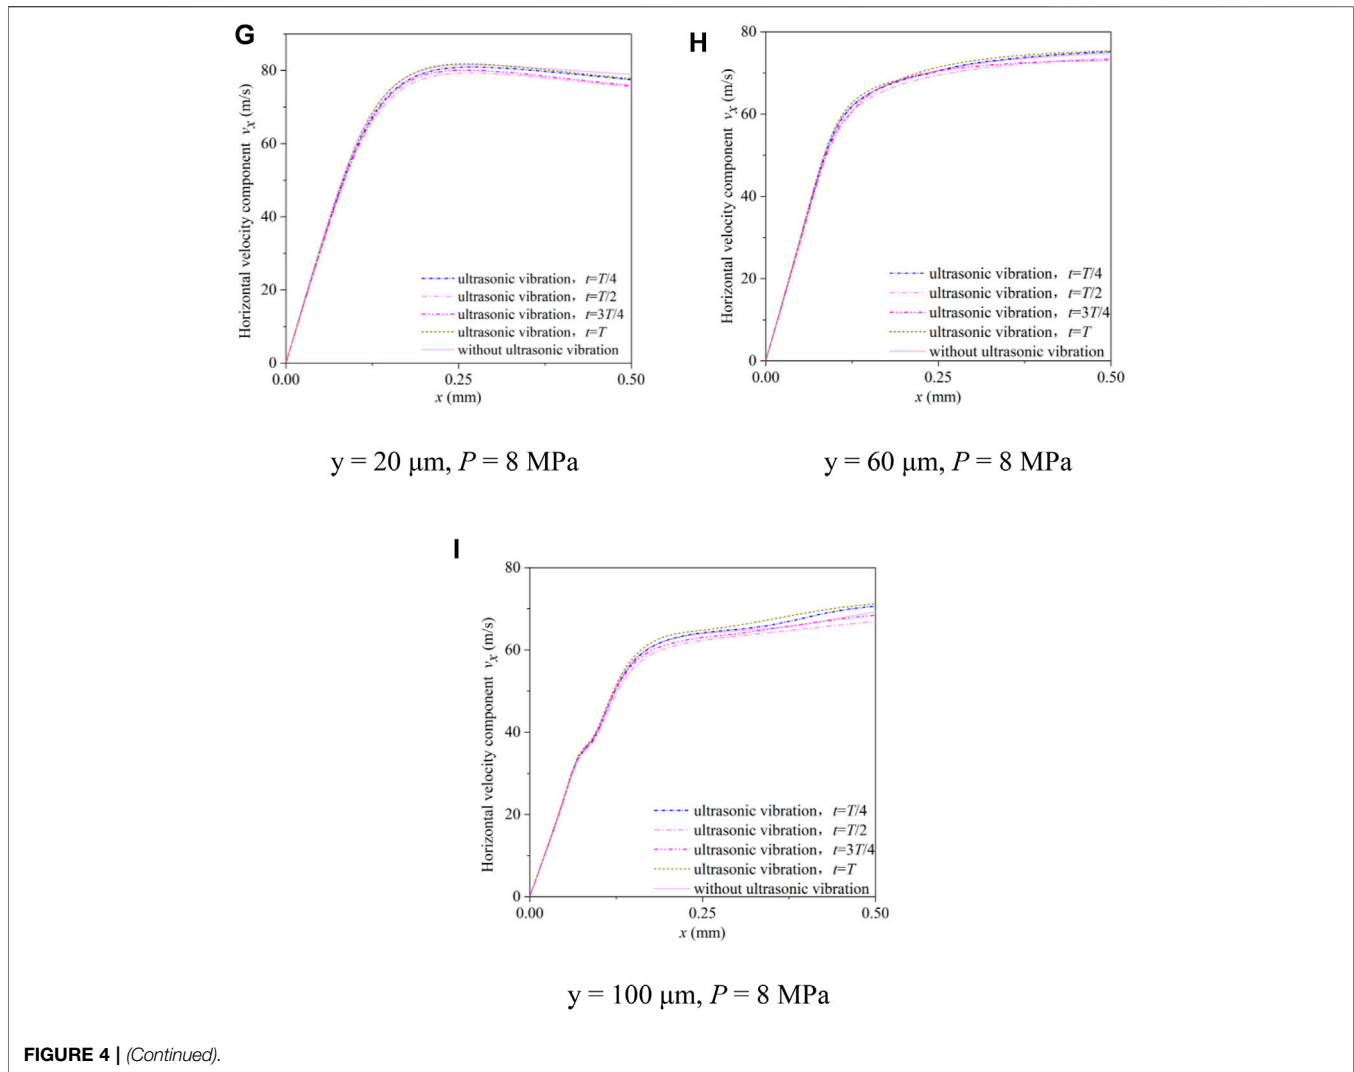 G
80
60
40
20
0
Horizontal velocity component vx (m/s)
ultrasonic vibration， t=T/4
ultrasonic vibration， t=T/2
ultrasonic vibration， t=3T/4
ultrasonic vibration， t=T
without ultrasonic vibration
0.00 0.25 0.50
x (mm)
y = 20 μm, P = 8 MPa
H
80
60
40
20
0
Horizontal velocity component vx (m/s)
ultrasonic vibration， t=T/4
ultrasonic vibration， t=T/2
ultrasonic vibration， t=3T/4
ultrasonic vibration， t=T
without ultrasonic vibration
0.00 0.25 0.50
x (mm)
y = 60 μm, P = 8 MPa
I
80
60
40
20
0
Horizontal velocity component vx (m/s)
ultrasonic vibration， t=T/4
ultrasonic vibration， t=T/2
ultrasonic vibration， t=3T/4
ultrasonic vibration， t=T
without ultrasonic vibration
0.00 0.25 0.50
x (mm)
y = 100 μm, P = 8 MPa
FIGURE 4 | (Continued).